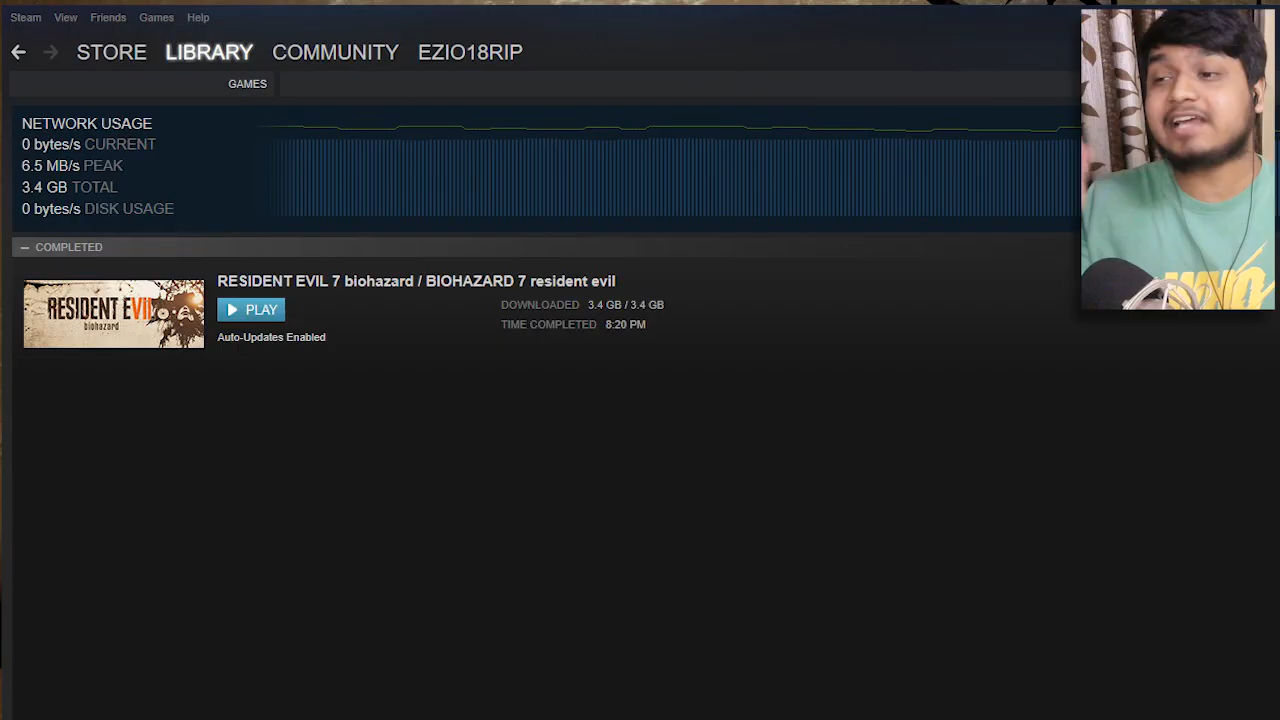 Steam View Friends Games Help
STORE LIBRARY COMMUNITY EZIO18RIP
GAMES
NETWORK USAGE
0 bytes/s CURRENT
6.5 MB/s PEAK
3.4 GB TOTAL
0 bytes/s DISK USAGE
COMPLETED
RESIDENT EVIL biohazard
RESIDENT EVIL 7 biohazard / BIOHAZARD 7 resident evil
PLAY
DOWNLOADED 3.4 GB / 3.4 GB
TIME COMPLETED 8:20 PM
Auto-Updates Enabled